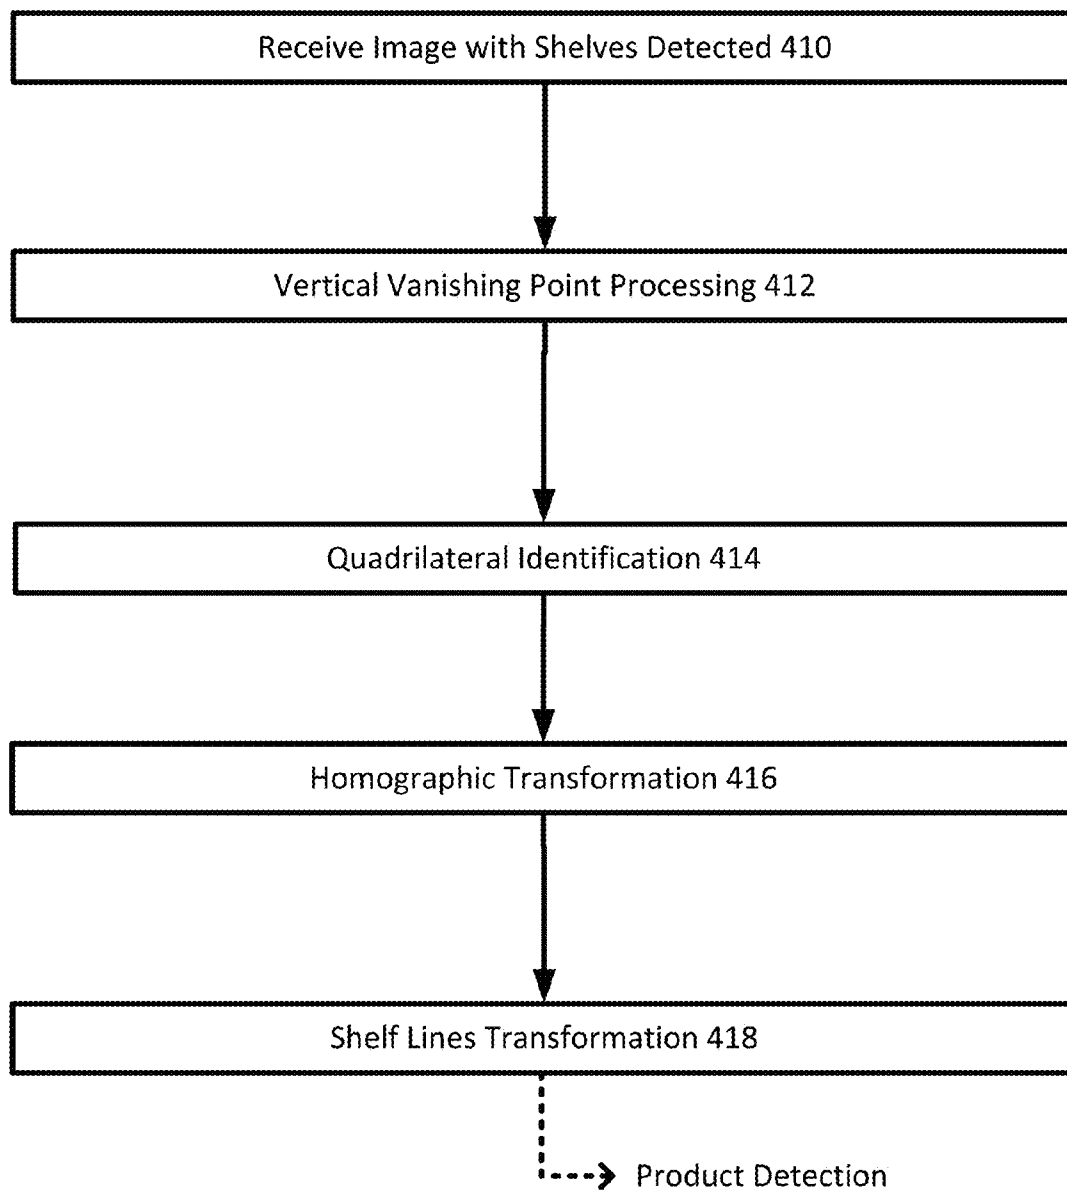 Receive Image with Shelves Detected 410
Vertical Vanishing Point Processing 412
Quadrilateral Identification 414
Homographic Transformation 416
Shelf Lines Transformation 418
Product Detection